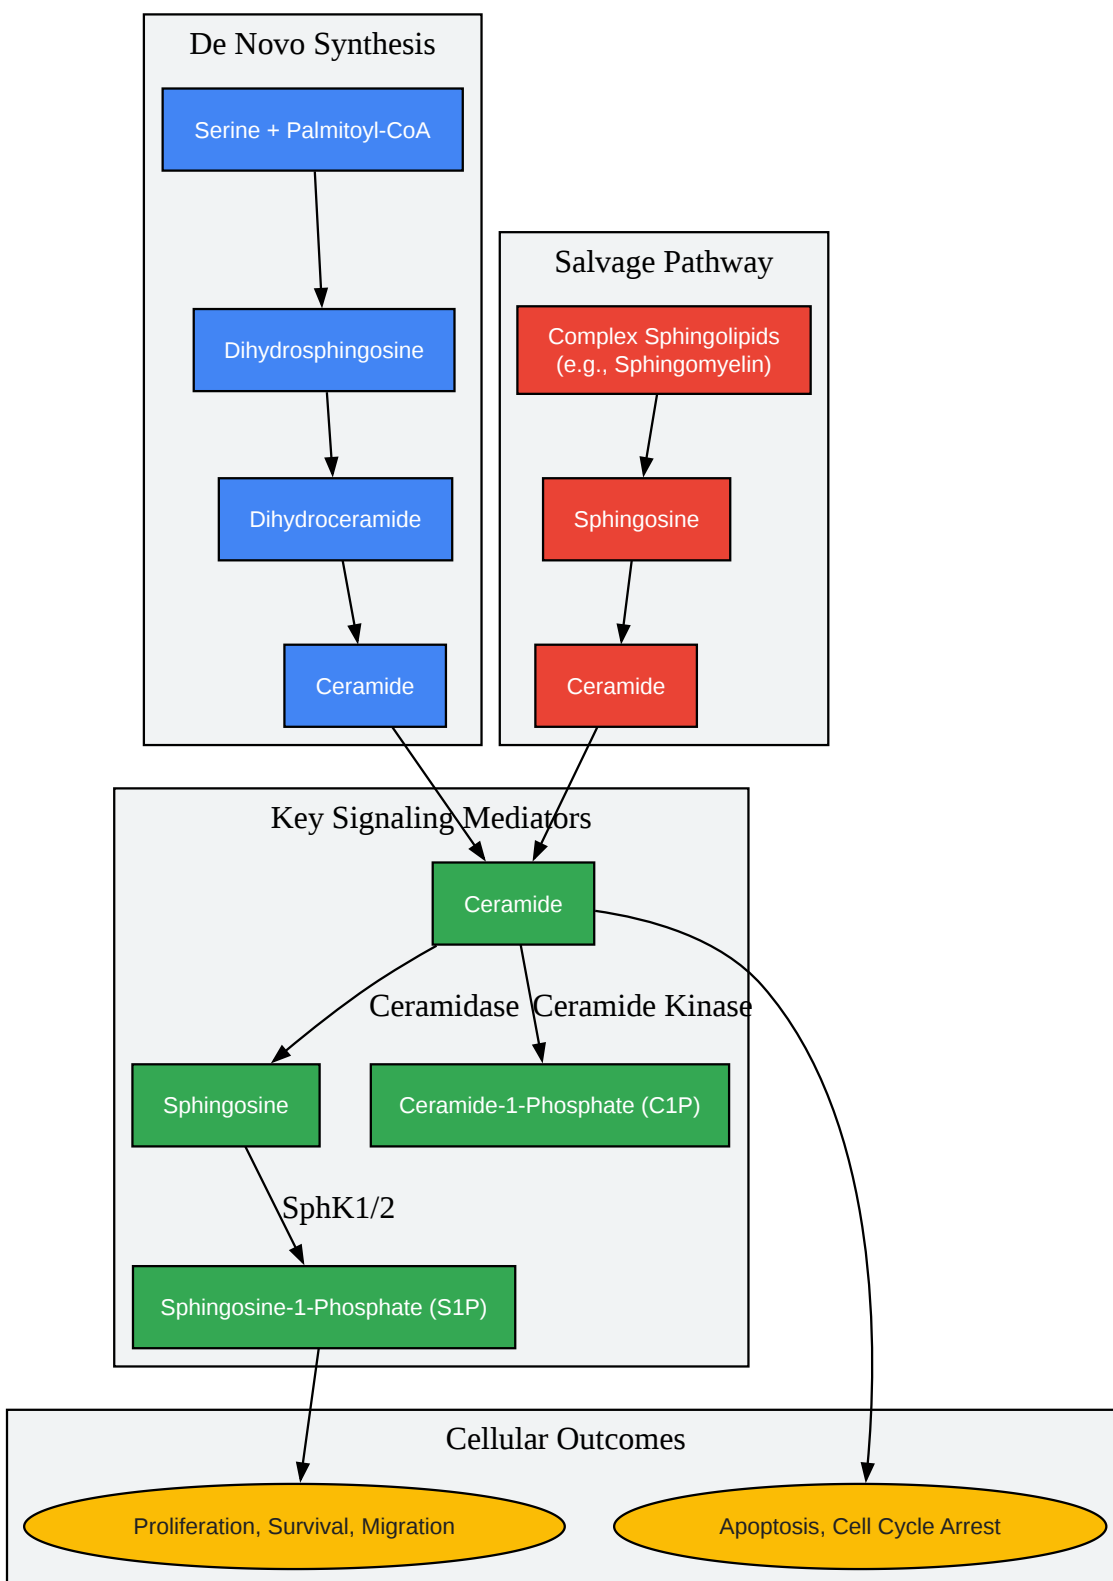 De Novo Synthesis
Serine + Palmitoyl-CoA
Salvage Pathway
Complex Sphingolipids
(e.g., Sphingomyelin)
Dihydrosphingosine
Dihydroceramide
Sphingosine
Ceramide
Ceramide
Key Signaling Mediators
Ceramide
Ceramidase
Ceramide Kinase
Sphingosine
Ceramide-1-Phosphate (C1P)
SphK1/2
Sphingosine-1-Phosphate (S1P)
Cellular Outcomes
Proliferation, Survival, Migration
Apoptosis, Cell Cycle Arrest